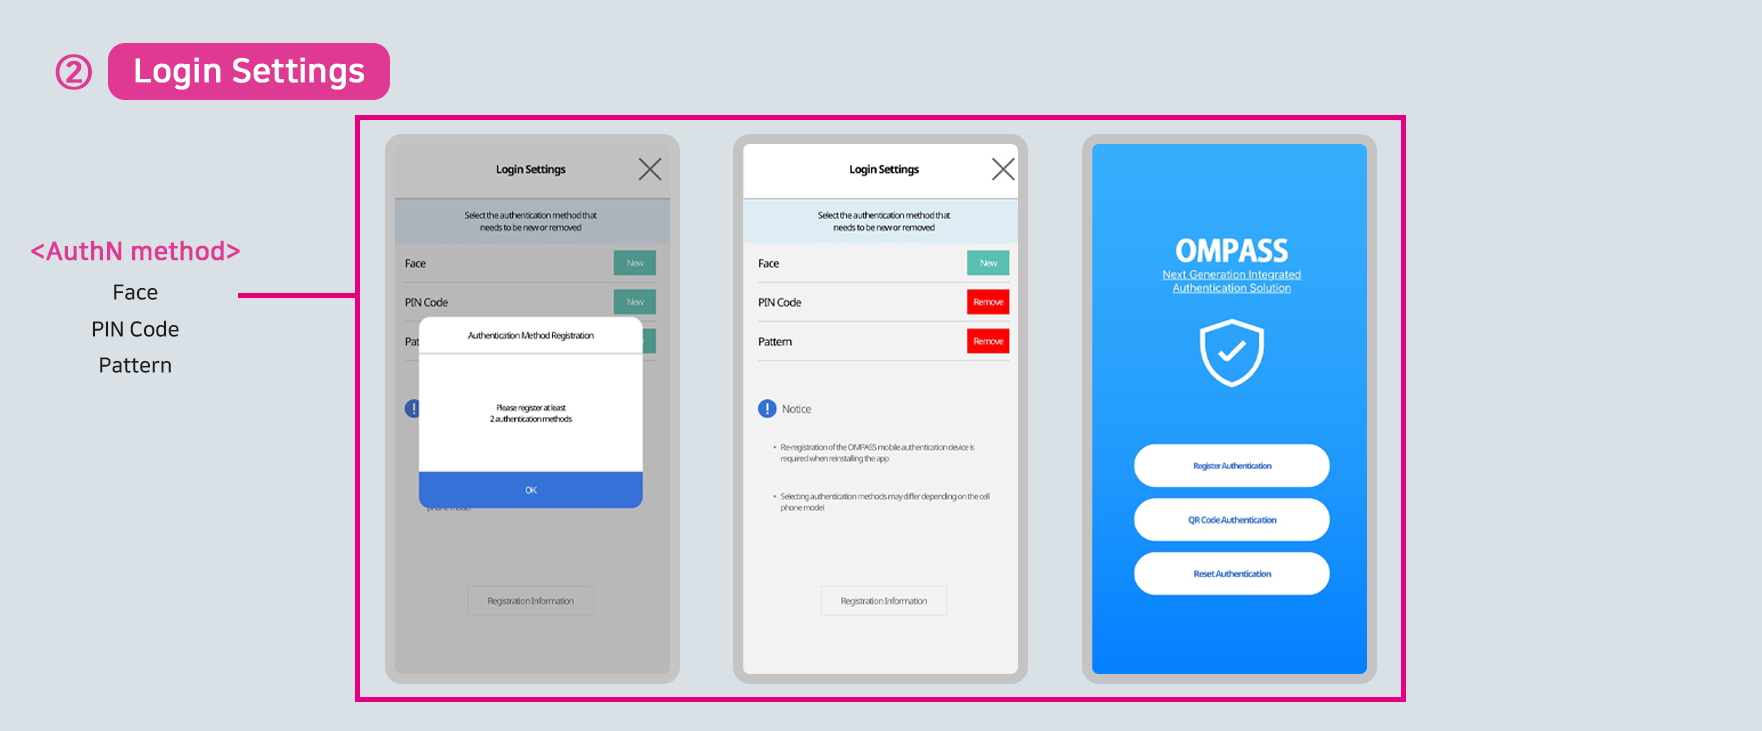 ② Login Settings
<AuthN method>
Face
PIN Code
Pattern
Login Settings
Select the authentication method that
needs to be new or removed
Face New
PIN Code New
Pat
Authentication Method Registration
Please register at least
2 authentication methods
OK
phone model
Registration Information
Login Settings
Select the authentication method that
needs to be new or removed
Face New
PIN Code Remove
Pattern Remove
! Notice
• Re-registration of the OMPASS mobile authentication device is
required when reinstalling the app
• Selecting authentication methods may differ depending on the cell
phone model
Registration Information
OMPASS
Next Generation Integrated
Authentication Solution
Register Authentication
QR Code Authentication
Reset Authentication